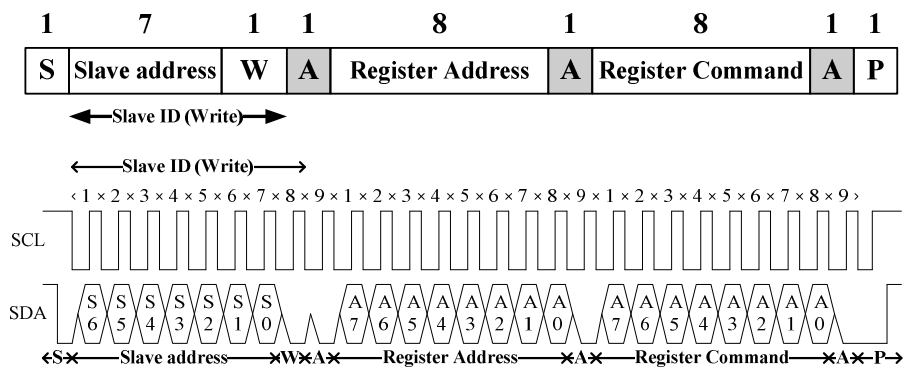 1 7 1 1 8 1 8 1 1
S Slave address W A Register Address A Register Command A P
Slave ID (Write)
Slave ID (Write)
‹ 1 × 2 × 3 × 4 × 5 × 6 × 7 × 8 × 9 × 1 × 2 × 3 × 4 × 5 × 6 × 7 × 8 × 9 × 1 × 2 × 3 × 4 × 5 × 6 × 7 × 8 × 9 ›
SCL
SDA S6 S5 S4 S3 S2 S1 S0 A7 A6 A5 A4 A3 A2 A1 A0 A7 A6 A5 A4 A3 A2 A1 A0
S Slave address W A Register Address A Register Command A P